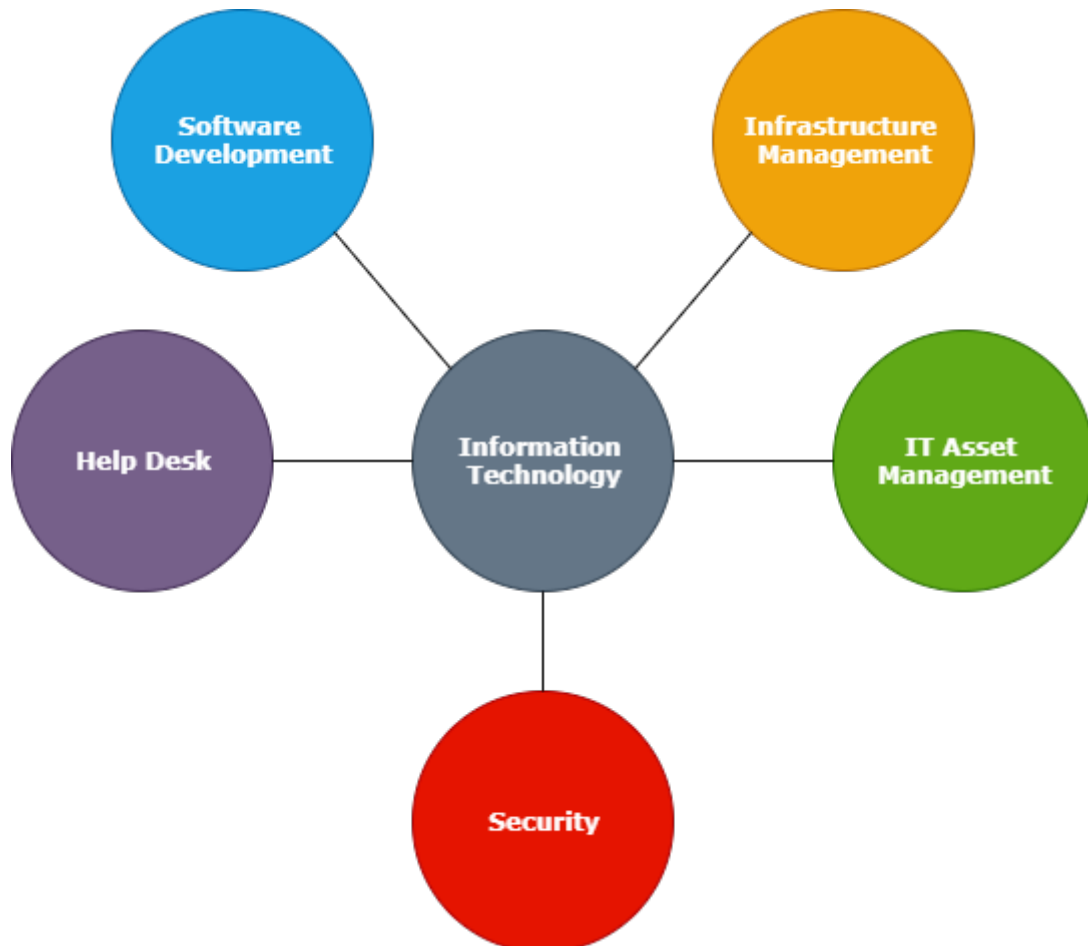 Software
Development
Infrastructure
Management
Help Desk
Information
Technology
IT Asset
Management
Security